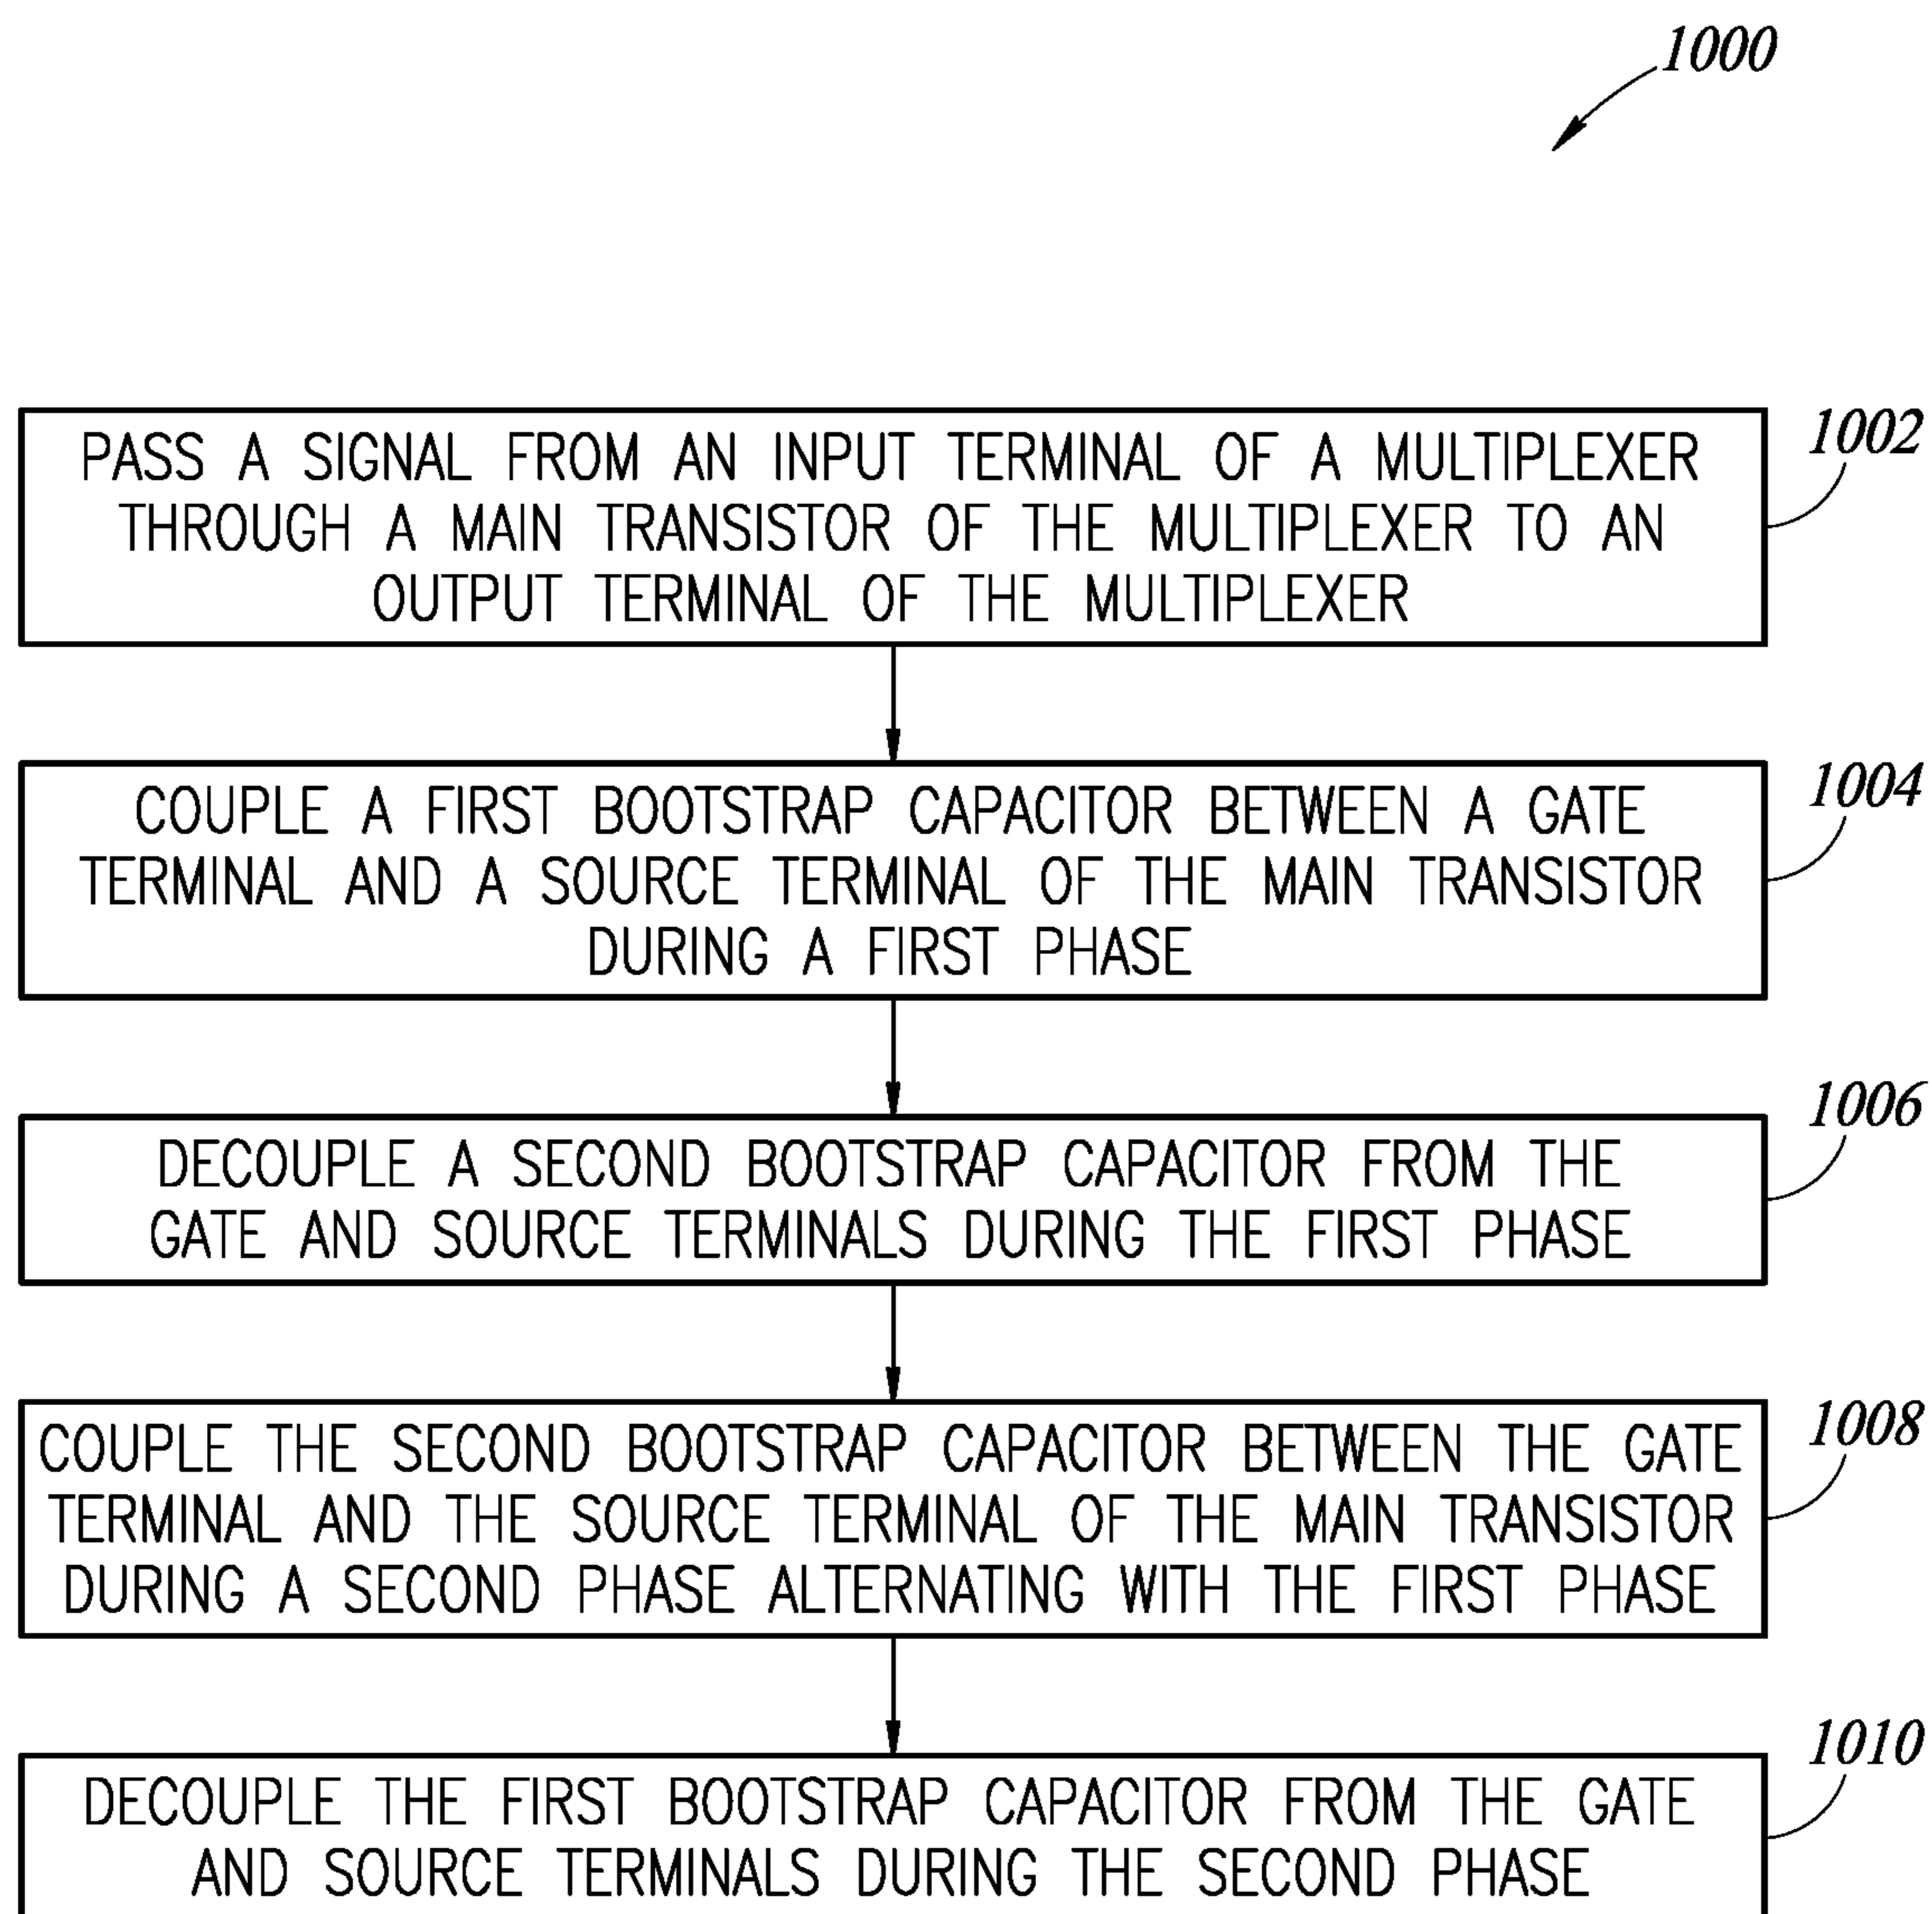 1000
PASS A SIGNAL FROM AN INPUT TERMINAL OF A MULTIPLEXER
THROUGH A MAIN TRANSISTOR OF THE MULTIPLEXER TO AN
OUTPUT TERMINAL OF THE MULTIPLEXER
1002
COUPLE A FIRST BOOTSTRAP CAPACITOR BETWEEN A GATE
TERMINAL AND A SOURCE TERMINAL OF THE MAIN TRANSISTOR
DURING A FIRST PHASE
1004
DECOUPLE A SECOND BOOTSTRAP CAPACITOR FROM THE
GATE AND SOURCE TERMINALS DURING THE FIRST PHASE
1006
COUPLE THE SECOND BOOTSTRAP CAPACITOR BETWEEN THE GATE
TERMINAL AND THE SOURCE TERMINAL OF THE MAIN TRANSISTOR
DURING A SECOND PHASE ALTERNATING WITH THE FIRST PHASE
1008
DECOUPLE THE FIRST BOOTSTRAP CAPACITOR FROM THE GATE
AND SOURCE TERMINALS DURING THE SECOND PHASE
1010